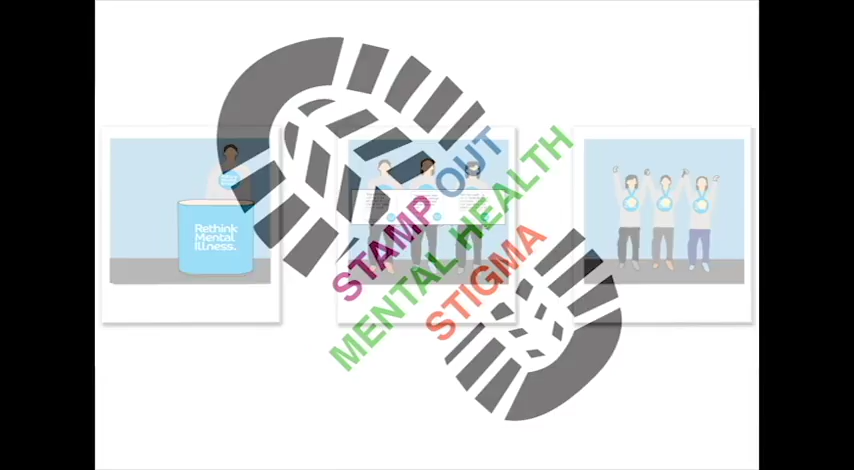 STAMP OUT
MENTAL HEALTH
STIGMA
Rethink
Mental
Illness.